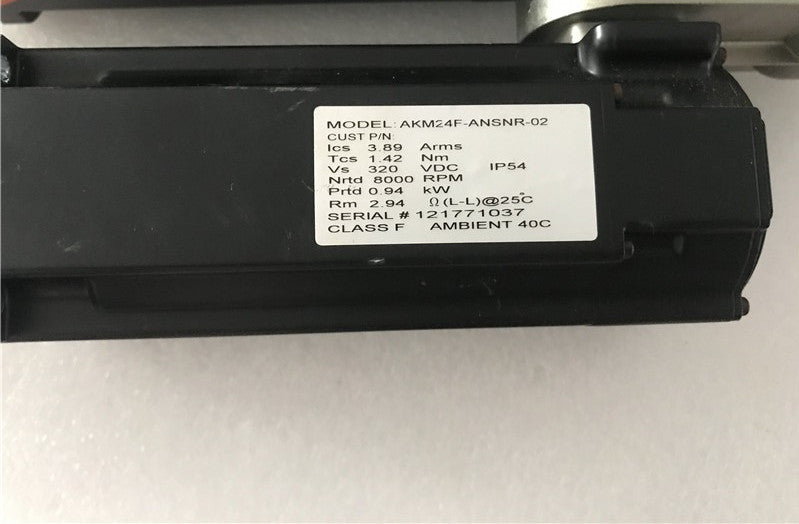 MODEL: AKM24F-ANSNR-02
CUST P/N:
Ics 3.89 Arms
Tcs 1.42 Nm
Vs 320 VDC IP54
Nrtd 8000 RPM
Prtd 0.94 kW
Rm 2.94 Ω(L-L)@25°C
SERIAL # 121771037
CLASS F AMBIENT 40C